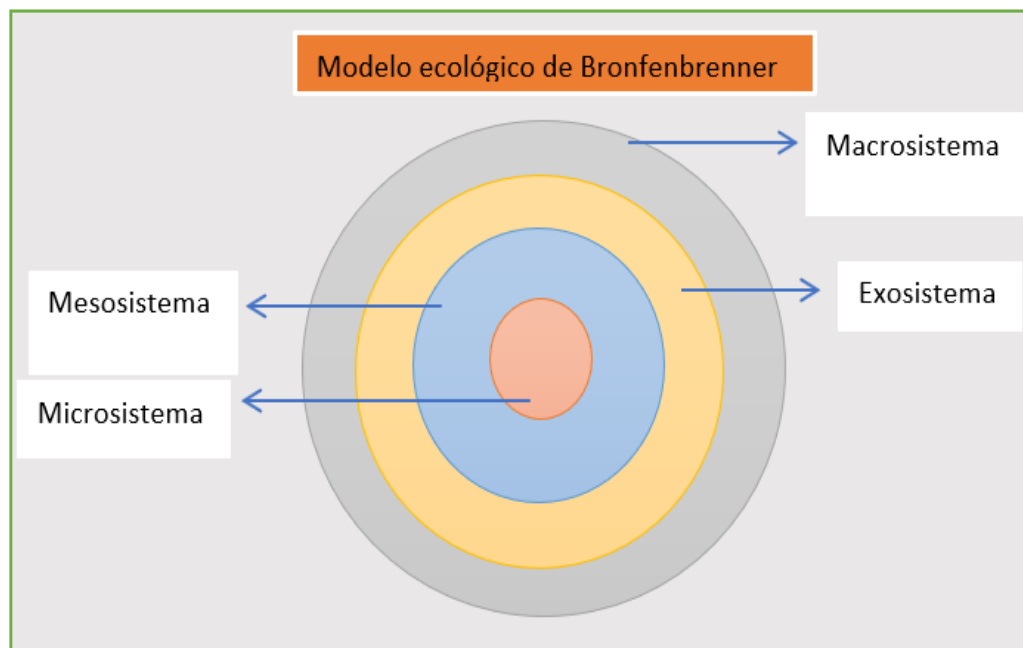 Modelo ecológico de Bronfenbrenner
Macrosistema
Mesosistema
Exosistema
Microsistema